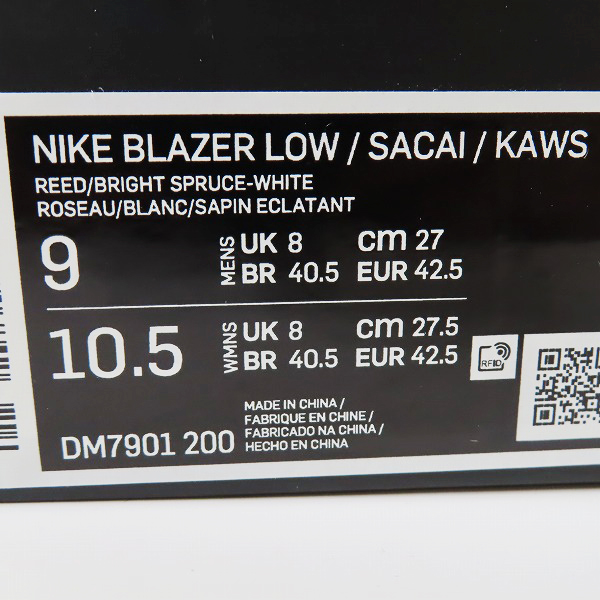 NIKE BLAZER LOW / SACAI / KAWS
REED/BRIGHT SPRUCE-WHITE
ROSEAU/BLANC/SAPIN ECLATANT
9 MENS UK 8 cm 27
BR 40.5 EUR 42.5
10.5 WMNS UK 8 cm 27.5
BR 40.5 EUR 42.5
RFID
DM7901 200
MADE IN CHINA /
FABRIQUE EN CHINE /
FABRICADO NA CHINA /
HECHO EN CHINA